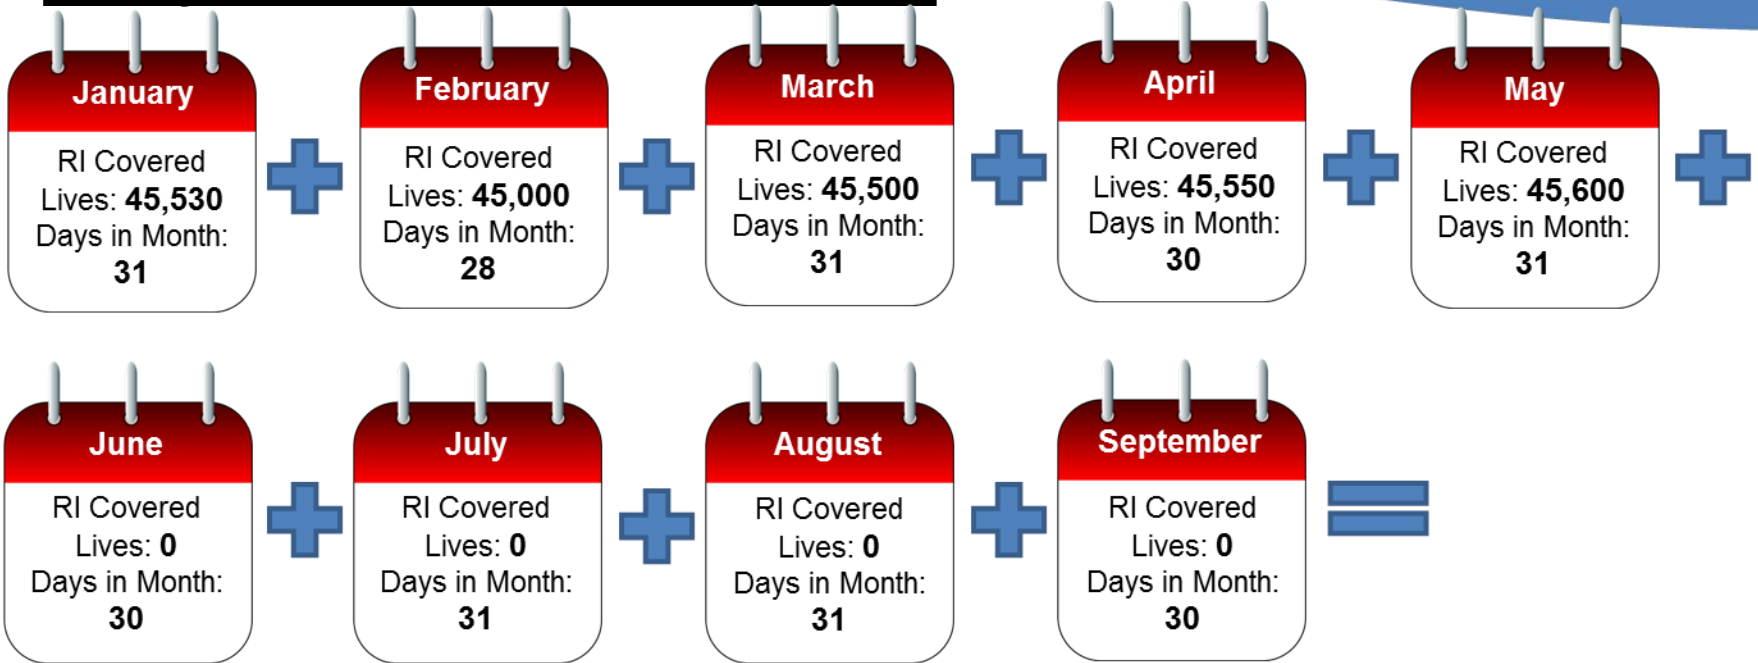 January
RI Covered
Lives: 45,530
Days in Month:
31
February
RI Covered
Lives: 45,000
Days in Month:
28
March
RI Covered
Lives: 45,500
Days in Month:
31
April
RI Covered
Lives: 45,550
Days in Month:
30
May
RI Covered
Lives: 45,600
Days in Month:
31
June
RI Covered
Lives: 0
Days in Month:
30
July
RI Covered
Lives: 0
Days in Month:
31
August
RI Covered
Lives: 0
Days in Month:
31
September
RI Covered
Lives: 0
Days in Month:
30